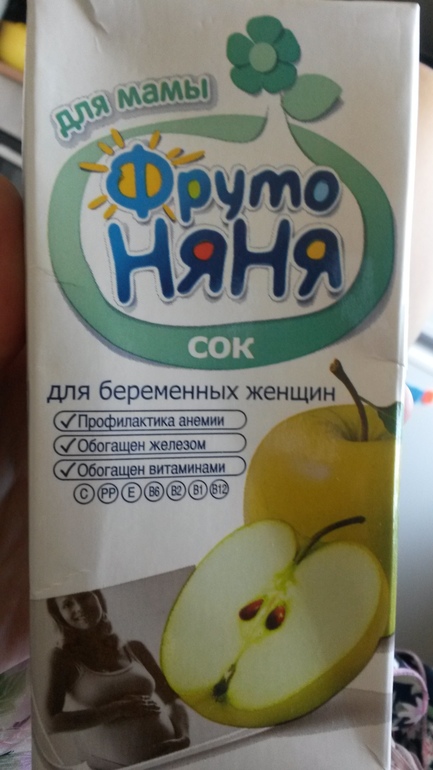 для мамы
Фруто
Няня
сок
для беременных женщин
Профилактика анемии
Обогащен железом
Обогащен витаминами
C PP E B6 B2 B1 B12